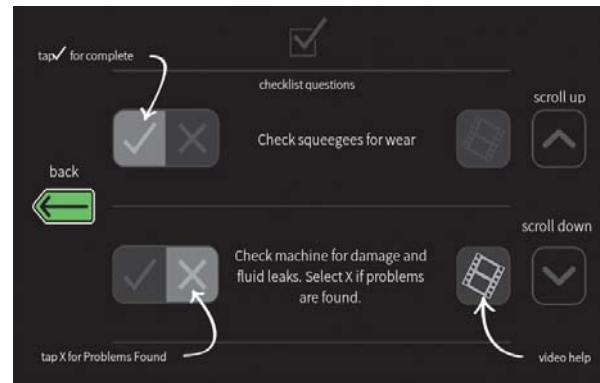 tap✓ for complete
checklist questions
scroll up
Check squeegees for wear
back
scroll down
Check machine for damage and
fluid leaks. Select X if problems
are found.
tap X for Problems Found
video help